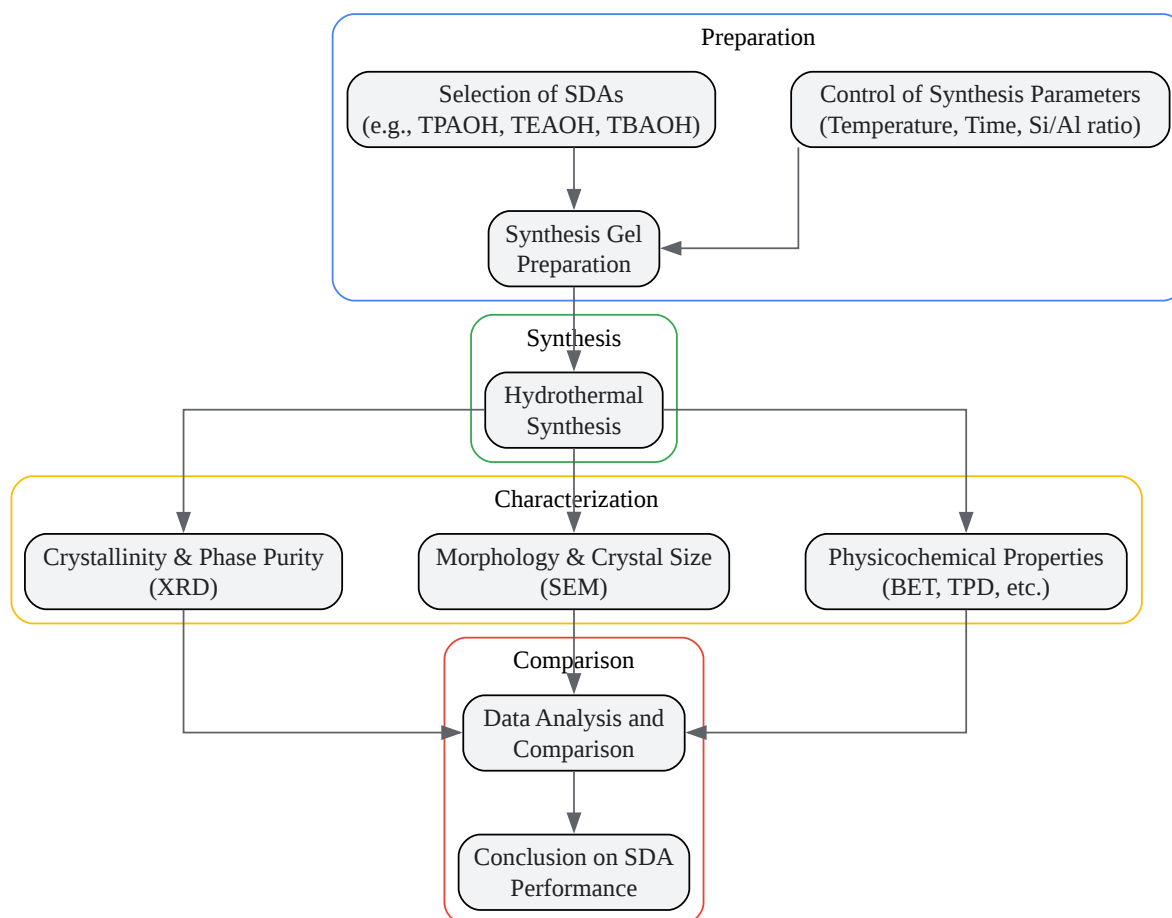 Preparation
Selection of SDAs
(e.g., TPAOH, TEAOH, TBAOH)
Control of Synthesis Parameters
(Temperature, Time, Si/Al ratio)
Synthesis Gel
Preparation
Synthesis
Hydrothermal
Synthesis
Characterization
Crystallinity & Phase Purity
(XRD)
Morphology & Crystal Size
(SEM)
Physicochemical Properties
(BET, TPD, etc.)
Comparison
Data Analysis and
Comparison
Conclusion on SDA
Performance